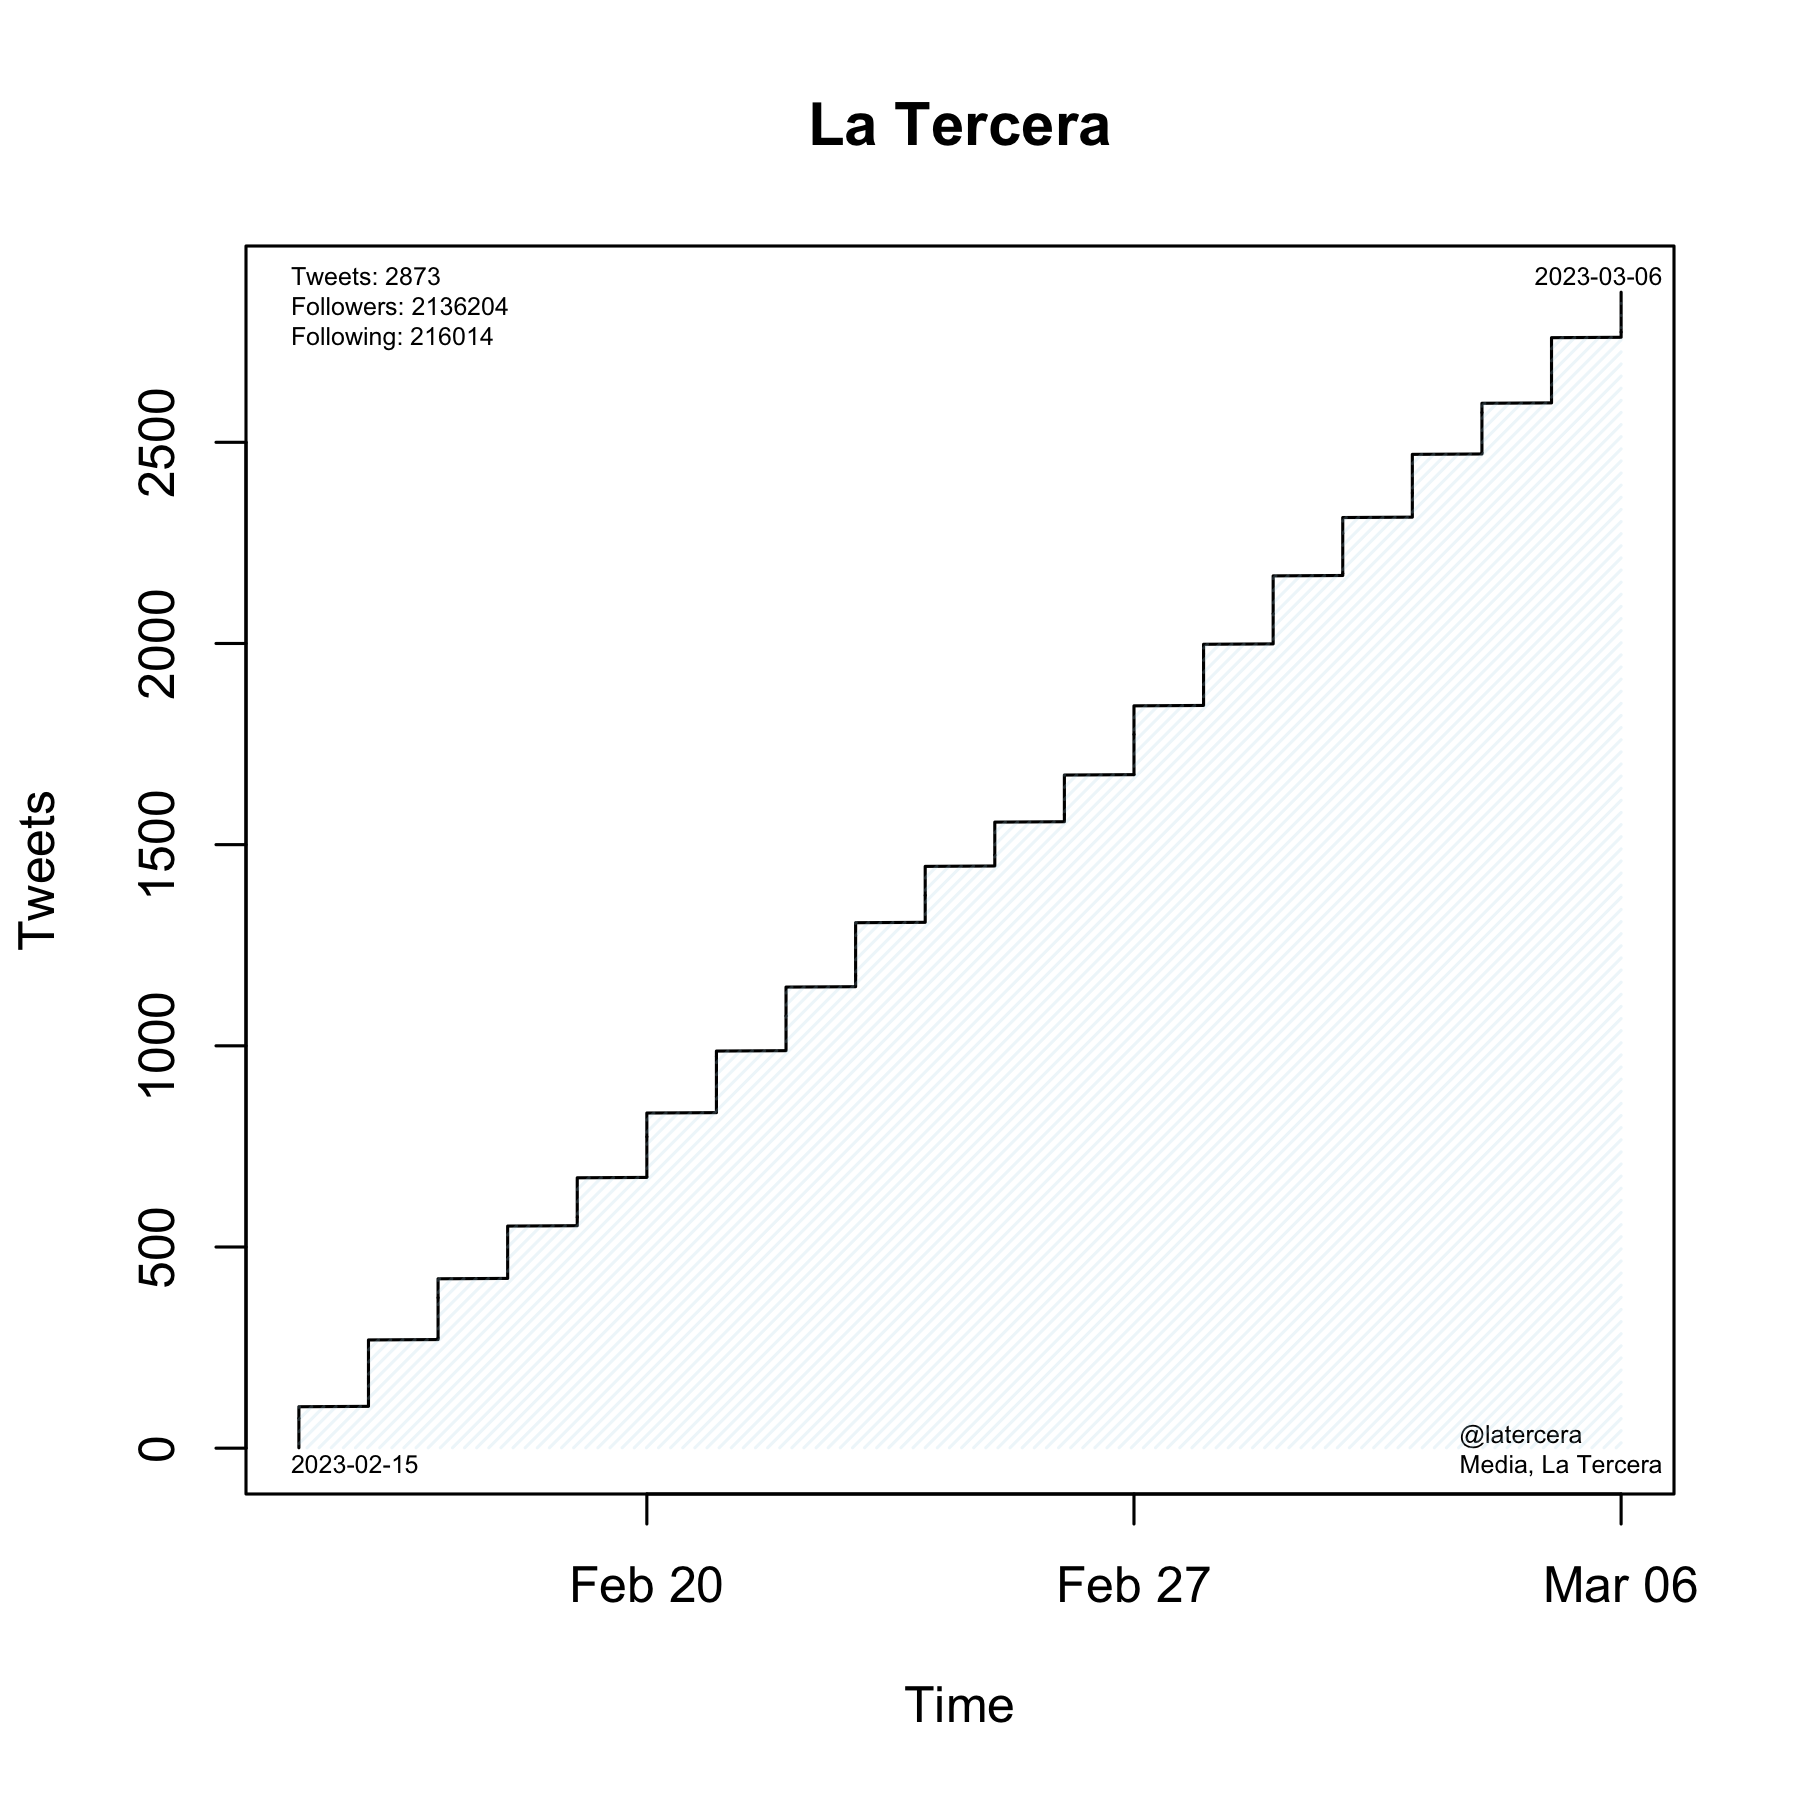 La Tercera
Tweets: 2873
Followers: 2136204
Following: 216014
2023-03-06
Tweets
2500
2000
1500
1000
500
0
2023-02-15
@latercera
Media, La Tercera
Feb 20
Feb 27
Mar 06
Time